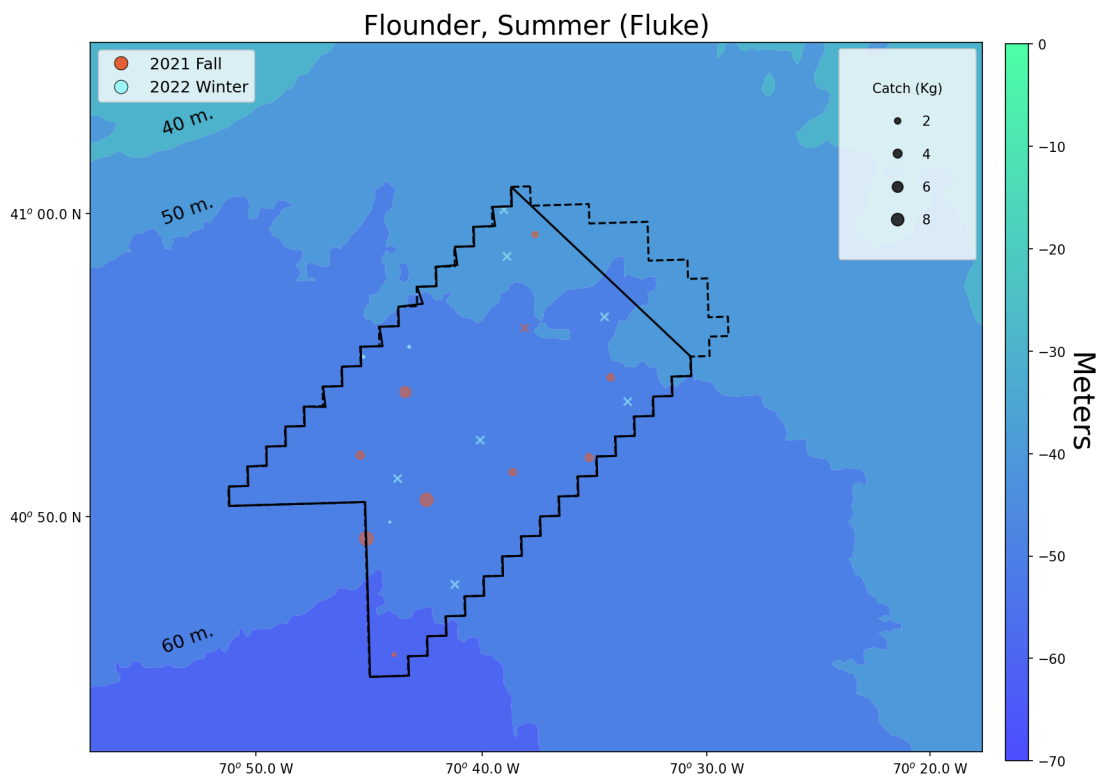 Flounder, Summer (Fluke)
2021 Fall
2022 Winter
Catch (Kg)
2
4
6
8
40 m.
50 m.
60 m.
41° 00.0 N
40° 50.0 N
70° 50.0 W
70° 40.0 W
70° 30.0 W
70° 20.0 W
0
−10
−20
−30
−40
−50
−60
−70
Meters